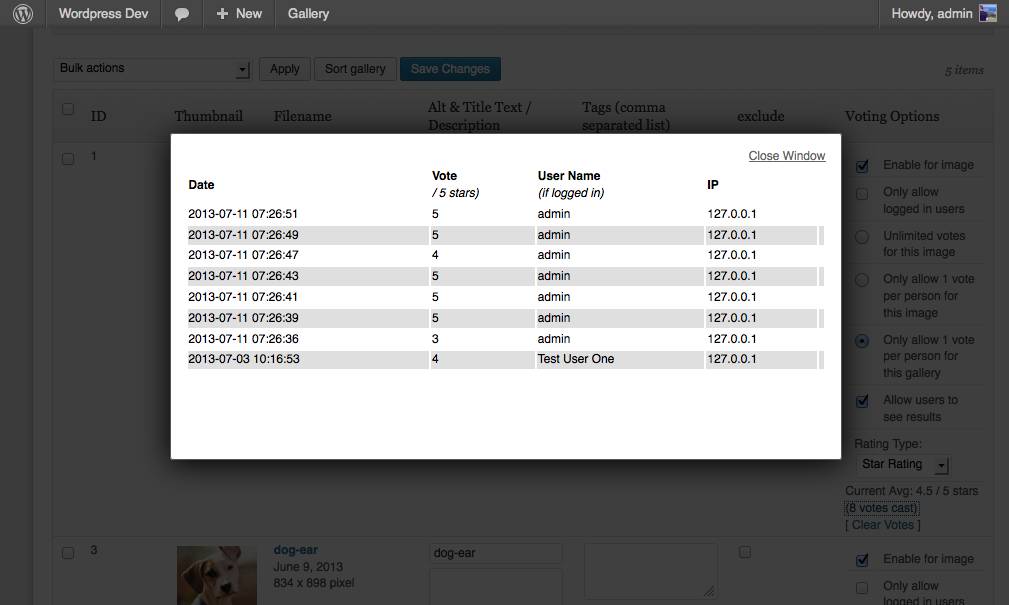 Wordpress Dev
New
Gallery
Howdy, admin
Bulk actions
Apply
Sort gallery
Save Changes
5 items
ID
Thumbnail
Filename
Alt & Title Text /
Description
Tags (comma
separated list)
exclude
Voting Options
1
Close Window
Date
Vote
/ 5 stars)
User Name
(if logged in)
IP
2013-07-11 07:26:51 5 admin 127.0.0.1
2013-07-11 07:26:49 5 admin 127.0.0.1
2013-07-11 07:26:47 4 admin 127.0.0.1
2013-07-11 07:26:43 5 admin 127.0.0.1
2013-07-11 07:26:41 5 admin 127.0.0.1
2013-07-11 07:26:39 5 admin 127.0.0.1
2013-07-11 07:26:36 3 admin 127.0.0.1
2013-07-03 10:16:53 4 Test User One 127.0.0.1
Enable for image
Only allow
logged in users
Unlimited votes
for this image
Only allow 1 vote
per person for
this image
Only allow 1 vote
per person for
this gallery
Allow users to
see results
Rating Type:
Star Rating
Current Avg: 4.5 / 5 stars
(8 votes cast)
[ Clear Votes ]
3
dog-ear
June 9, 2013
834 x 898 pixel
dog-ear
Enable for image
Only allow
logged in users